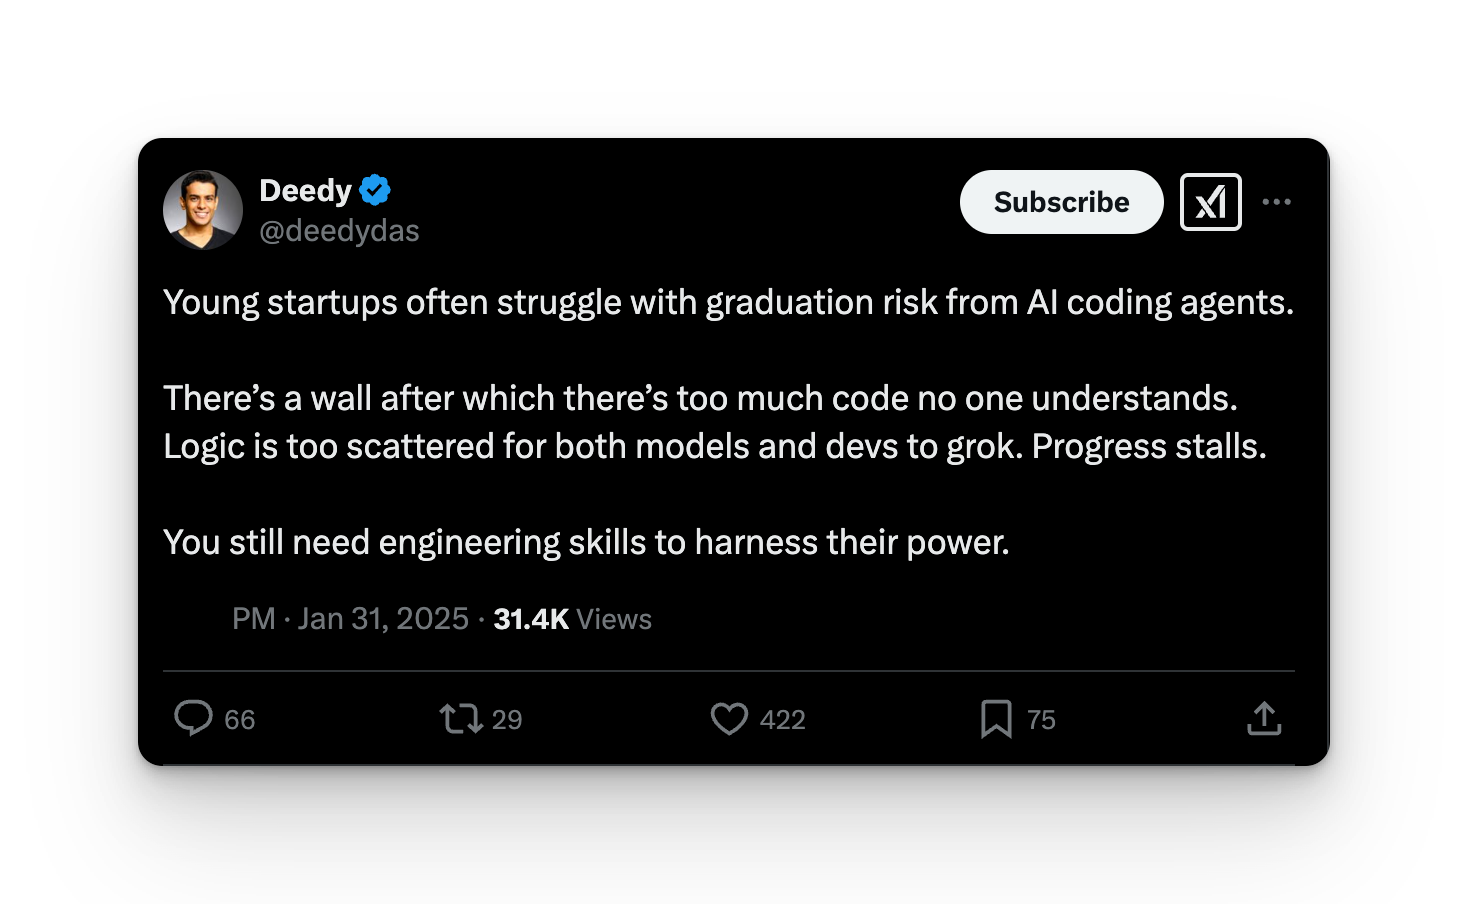 Deedy
@deedydas
Subscribe
Young startups often struggle with graduation risk from AI coding agents.
There’s a wall after which there’s too much code no one understands.
Logic is too scattered for both models and devs to grok. Progress stalls.
You still need engineering skills to harness their power.
PM · Jan 31, 2025 · 31.4K Views
66 29 422 75